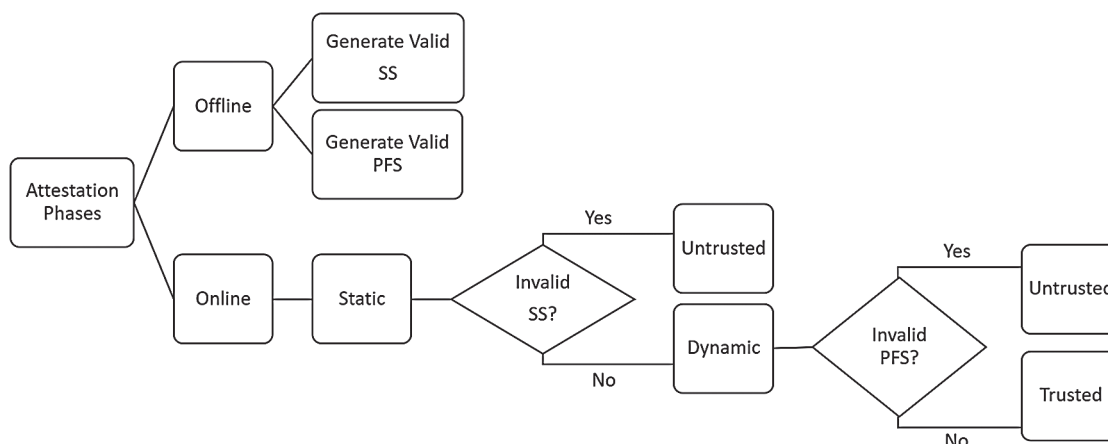 Generate Valid
SS
Offline
Generate Valid
PFS
Attestation
Phases
Online
Static
Invalid
SS?
Yes
Untrusted
No
Dynamic
Invalid
PFS?
Yes
Untrusted
No
Trusted